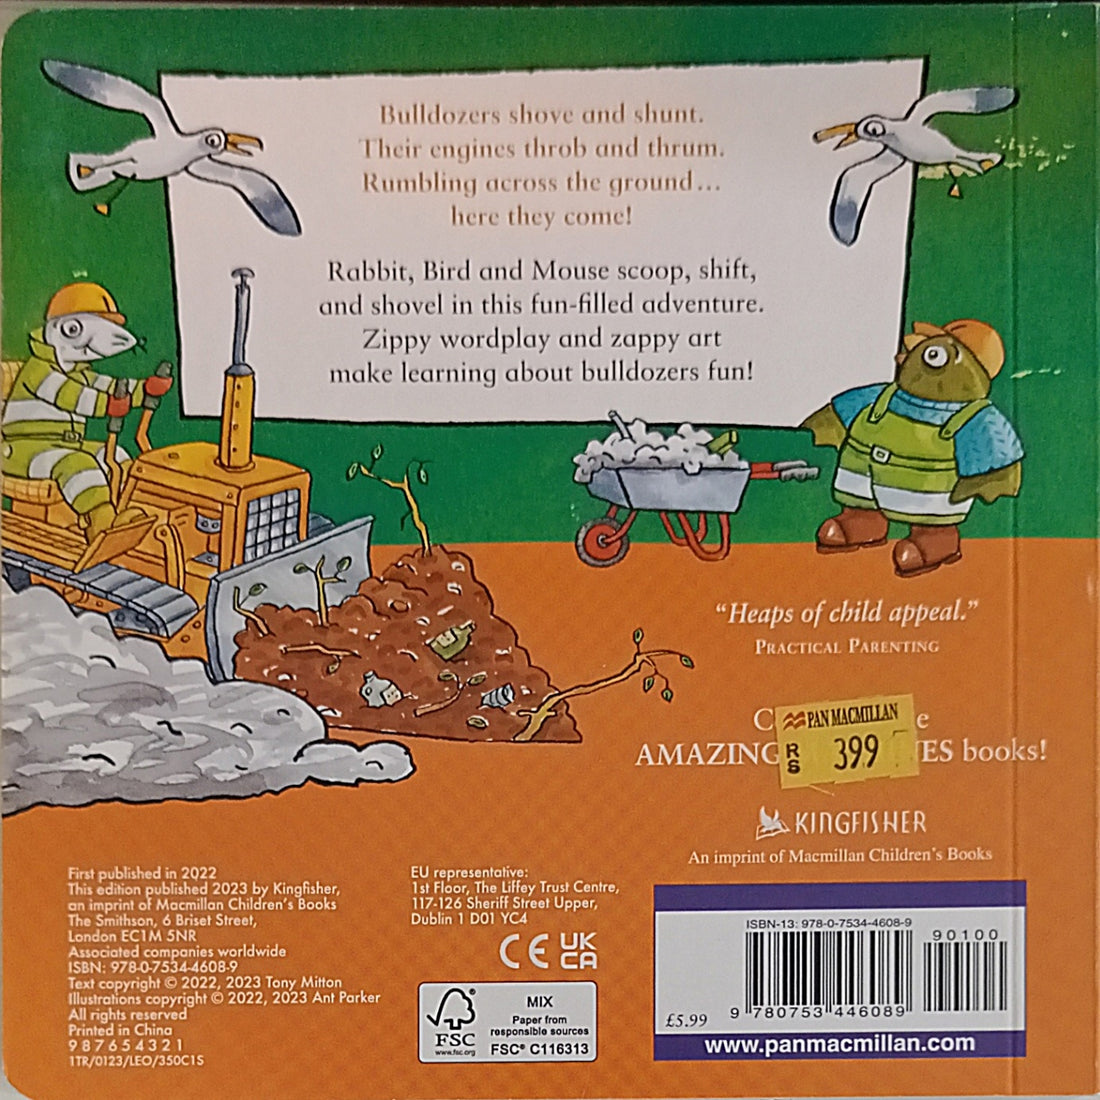 Bulldozers shove and shunt.
Their engines throb and thrum.
Rumbling across the ground...
here they come!
Rabbit, Bird and Mouse scoop, shift,
and shovel in this fun-filled adventure.
Zippy wordplay and zappy art
make learning about bulldozers fun!
"Heaps of child appeal."
PRACTICAL PARENTING
PAN MACMILLAN
RS 399
AMAZING
books!
KINGFISHER
An imprint of Macmillan Children's Books
First published in 2022
This edition published 2023 by Kingfisher,
an imprint of Macmillan Children's Books
The Smithson, 6 Briset Street,
London EC1M 5NR
Associated companies worldwide
ISBN: 978-0-7534-4608-9
Text copyright © 2022, 2023 Tony Mitton
Illustrations copyright © 2022, 2023 Ant Parker
All rights reserved
Printed in China
9 8 7 6 5 4 3 2 1
1TR/0123/LEO/350C1S
EU representative:
1st Floor, The Liffey Trust Centre,
117-126 Sheriff Street Upper,
Dublin 1 D01 YC4
CE UK CA
FSC
www.fsc.org
MIX
Paper from
responsible sources
FSC® C116313
ISBN-13: 978-0-7534-4608-9
90100
9 780753 446089
£5.99
www.panmacmillan.com